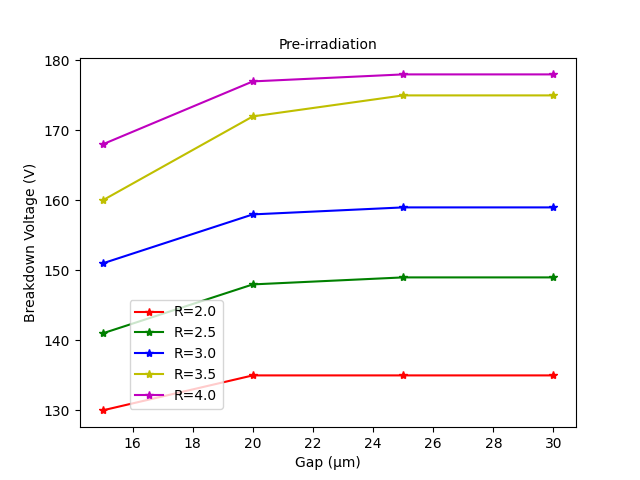 Pre-irradiation
Breakdown Voltage (V)
180
170
160
150
140
130
R=2.0
R=2.5
R=3.0
R=3.5
R=4.0
16 18 20 22 24 26 28 30
Gap (μm)